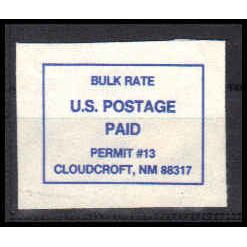 BULK RATE
U.S. POSTAGE
PAID
PERMIT #13
CLOUDCROFT, NM 88317